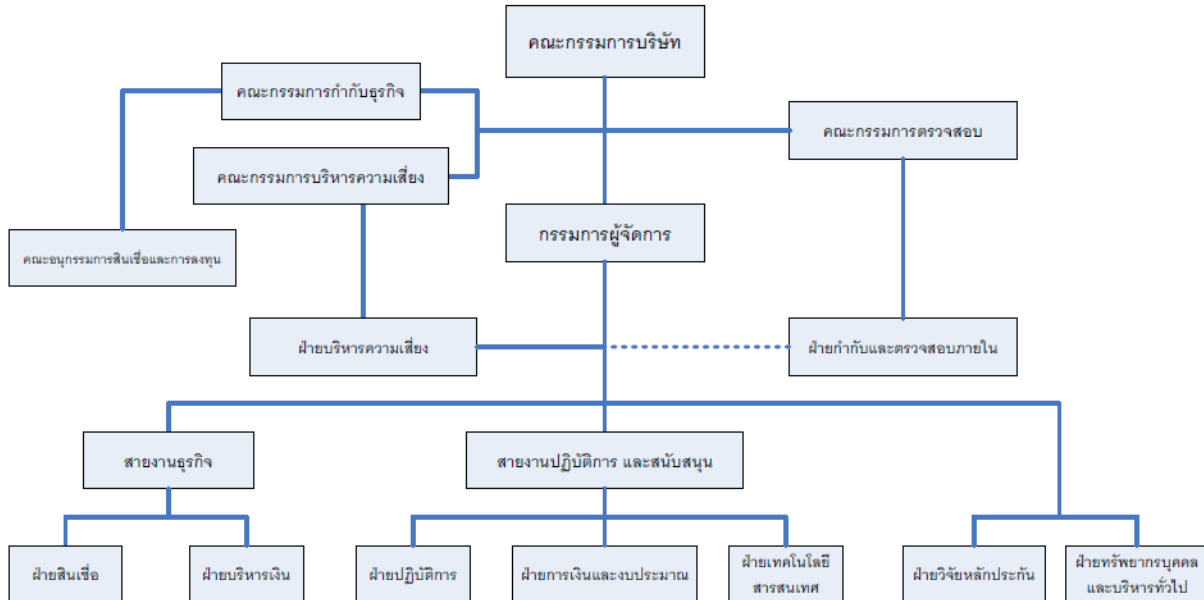 คณะกรรมการบริษัท
คณะกรรมการกำกับธุรกิจ
คณะกรรมการตรวจสอบ
คณะกรรมการบริหารความเสี่ยง
กรรมการผู้จัดการ
คณะอนุกรรมการสินเชื่อและการลงทุน
ฝ่ายบริหารความเสี่ยง
ฝ่ายกำกับและตรวจสอบภายใน
สายงานธุรกิจ
สายงานปฏิบัติการ และสนับสนุน
ฝ่ายสินเชื่อ
ฝ่ายบริหารเงิน
ฝ่ายปฏิบัติการ
ฝ่ายการเงินและงบประมาณ
ฝ่ายเทคโนโลยี
สารสนเทศ
ฝ่ายวิจัยหลักประกัน
ฝ่ายทรัพยากรบุคคล
และบริหารทั่วไป